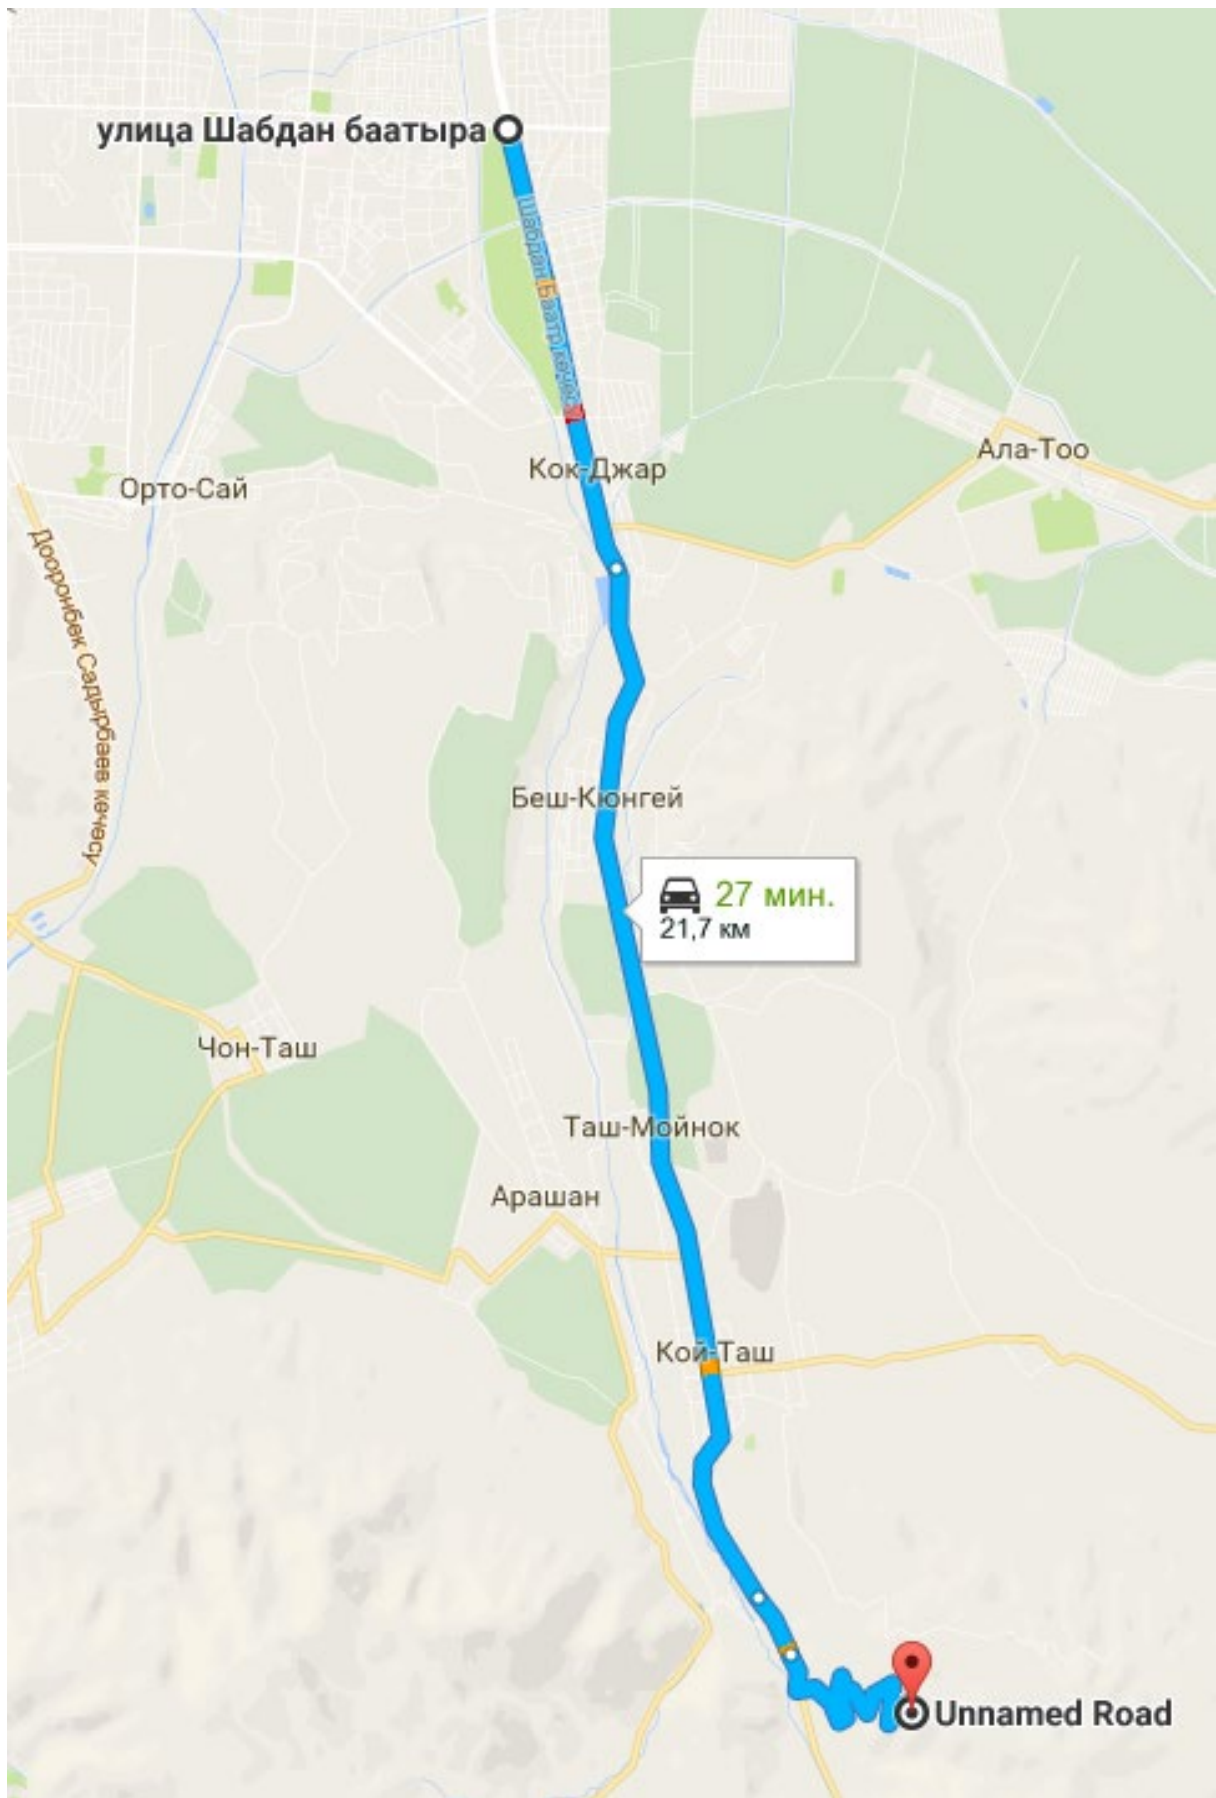 улица Шабдан баатыра
Шабдан Баатр көчөсү
Ала-Тоо
Кок-Джар
Орто-Сай
Дооронбек Садырбаев көчөсү
Беш-Кюнгей
27 мин.
21,7 км
Чон-Таш
Таш-Мойнок
Арашан
Кой-Таш
Unnamed Road